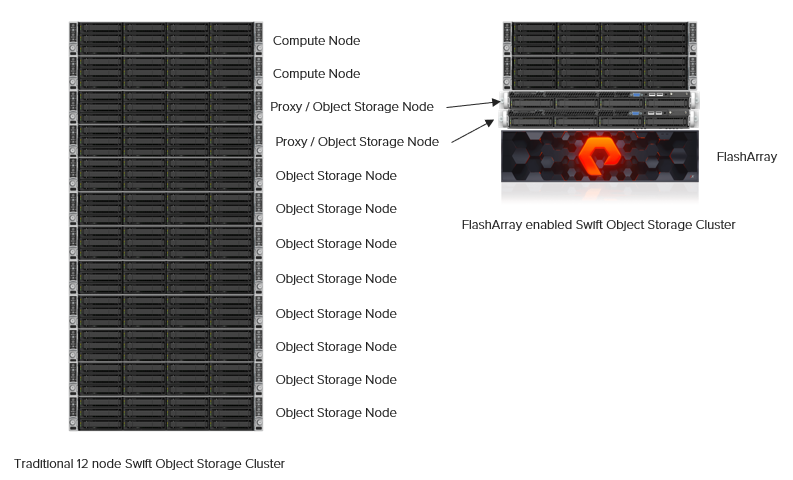 Compute Node
Compute Node
Proxy / Object Storage Node
Proxy / Object Storage Node
Object Storage Node
Object Storage Node
Object Storage Node
Object Storage Node
Object Storage Node
Object Storage Node
Object Storage Node
Object Storage Node
Traditional 12 node Swift Object Storage Cluster
FlashArray
FlashArray enabled Swift Object Storage Cluster